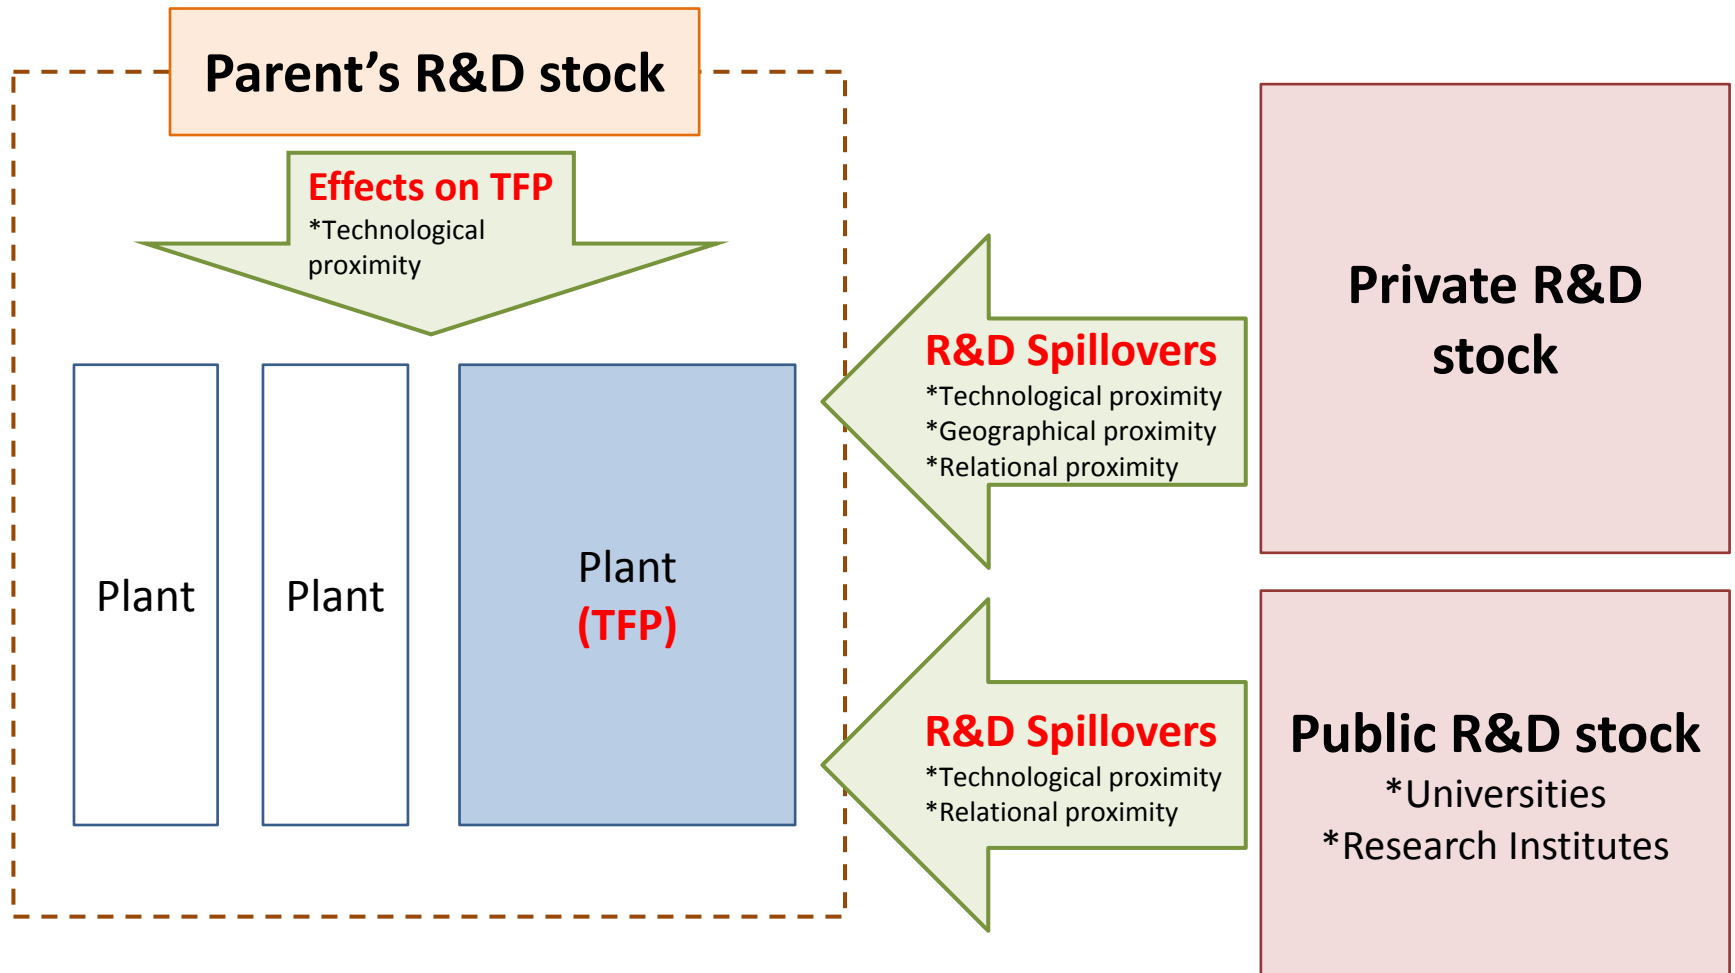 Parent’s R&D stock
Effects on TFP
*Technological
proximity
Plant
Plant
Plant
(TFP)
R&D Spillovers
*Technological proximity
*Geographical proximity
*Relational proximity
Private R&D
stock
R&D Spillovers
*Technological proximity
*Relational proximity
Public R&D stock
*Universities
*Research Institutes